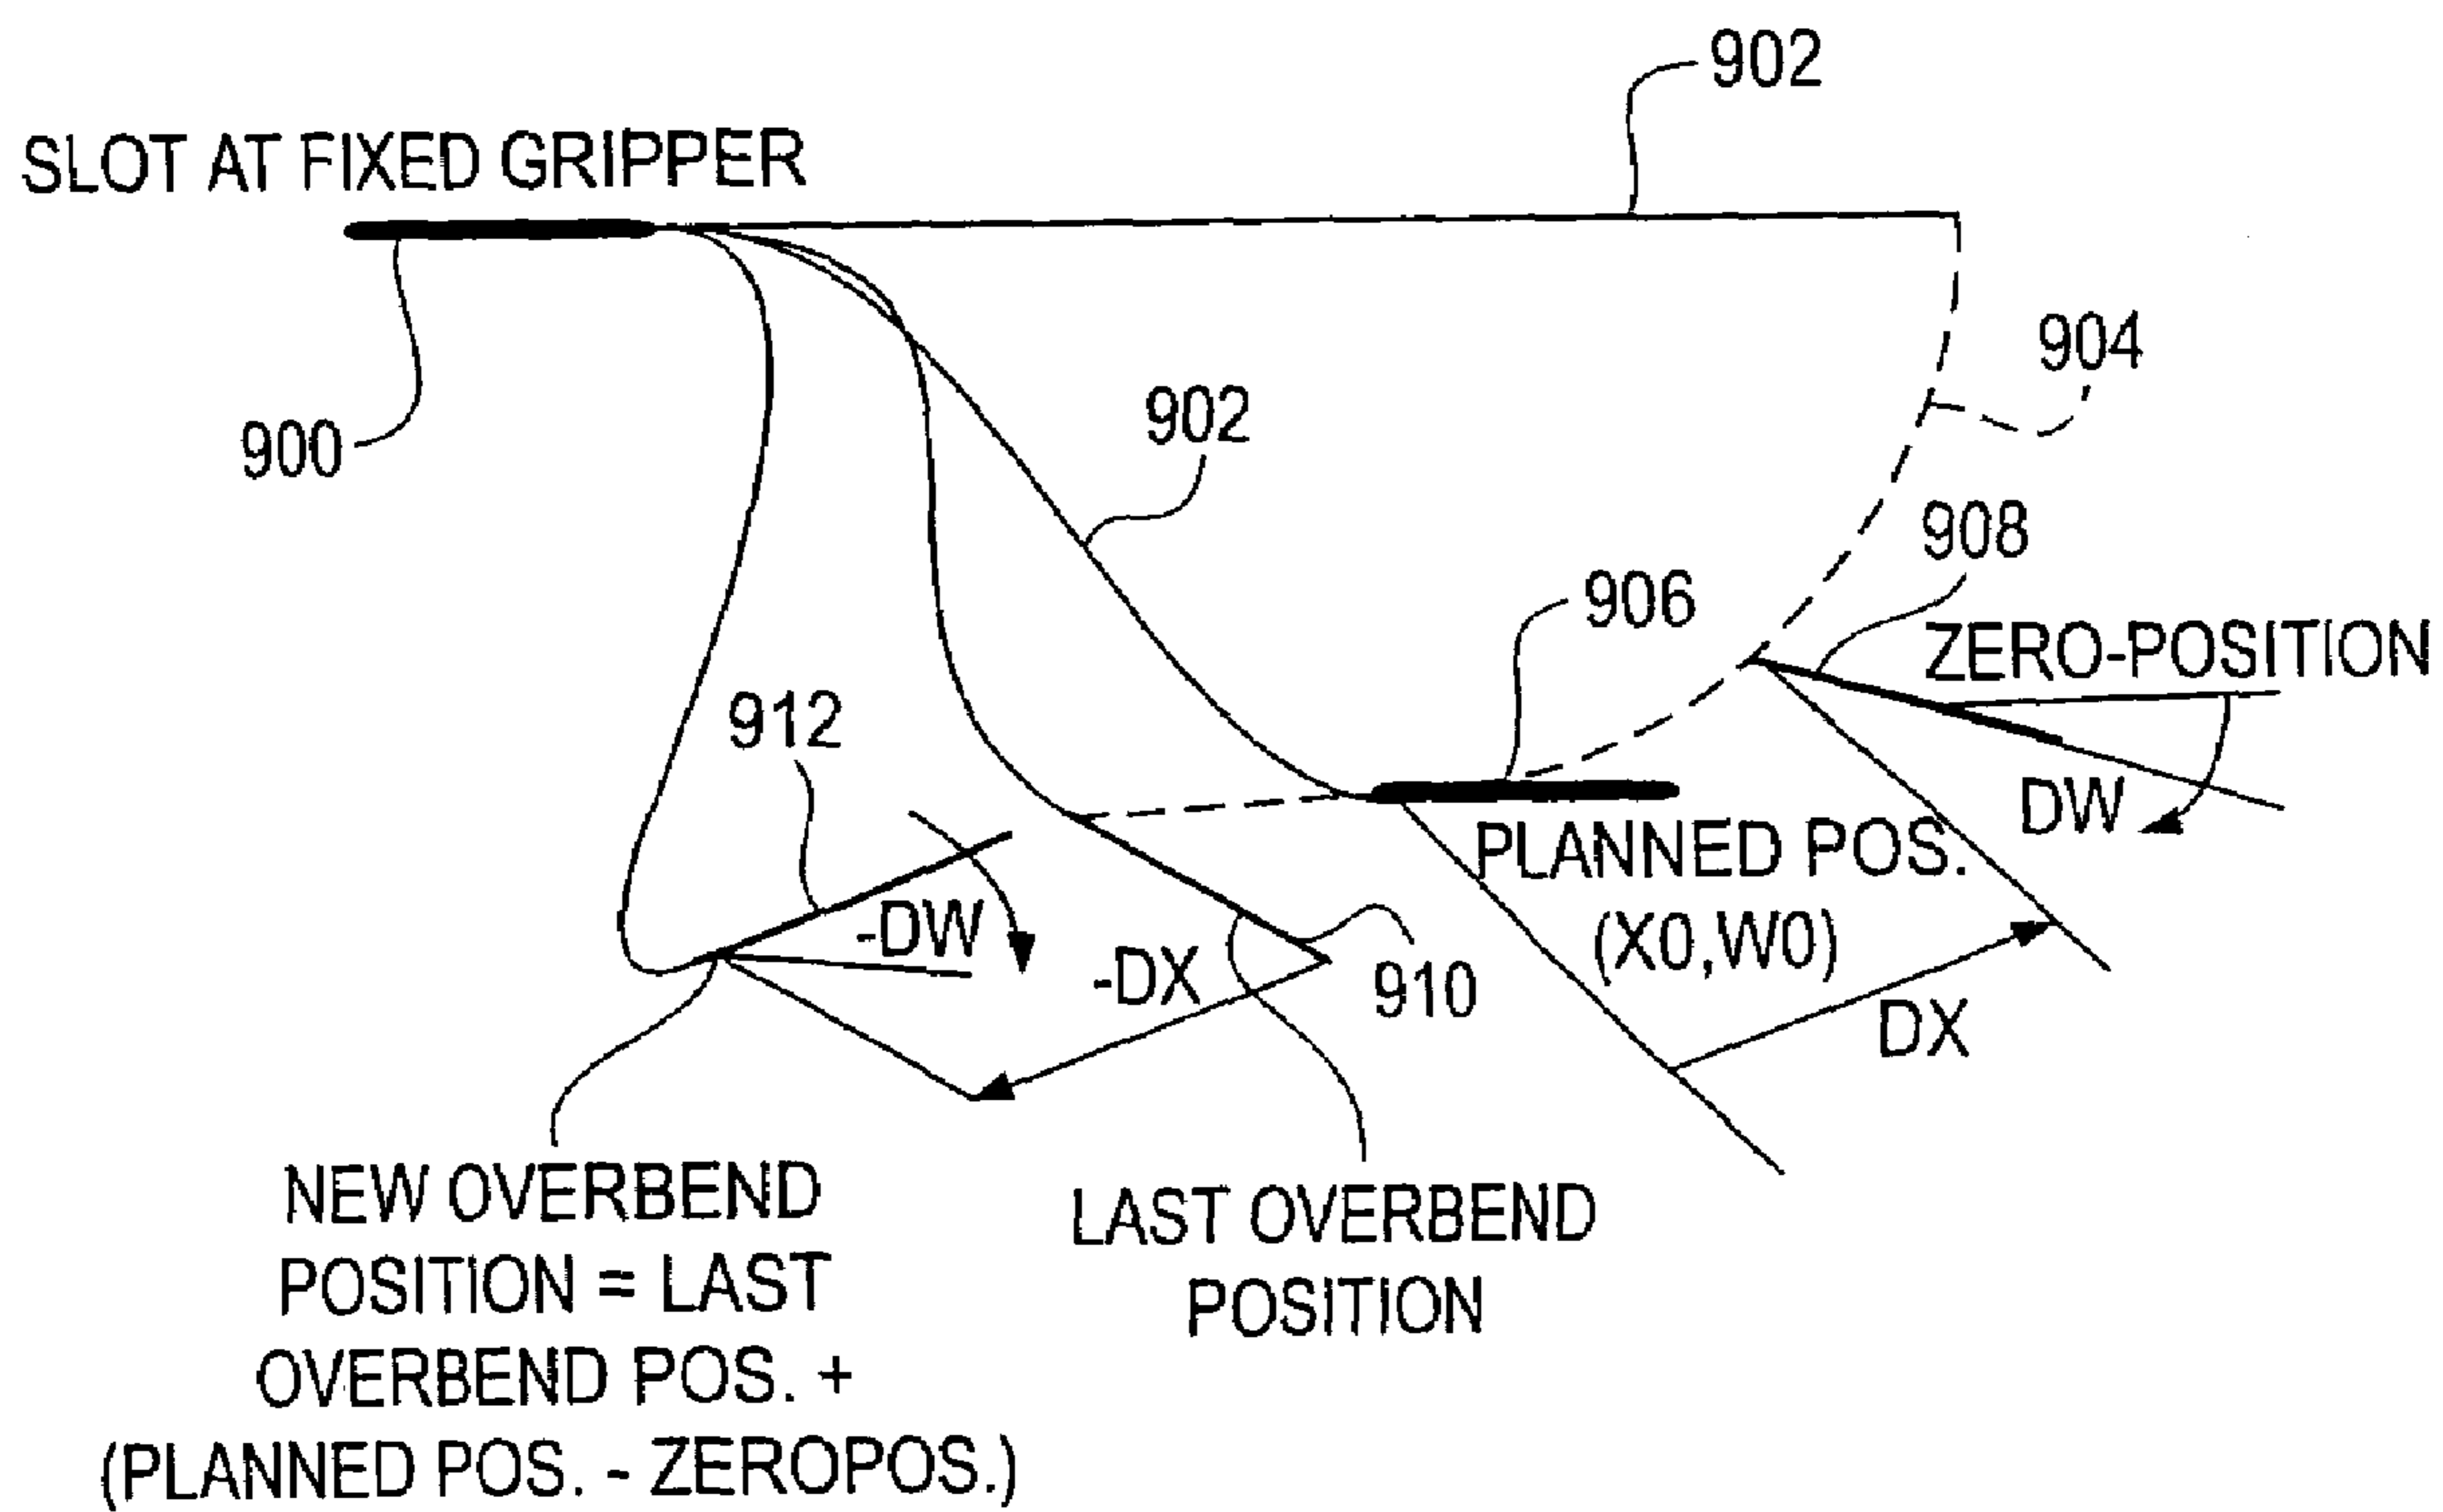 902
SLOT AT FIXED GRIPPER
904
902
900
908
906
ZERO-POSITION
912
DW
PLANNED POS.
(X0,W0)
-DW
-DX
910
DX
NEW OVERBEND
POSITION = LAST
OVERBEND POS. +
(PLANNED POS. - ZEROPOS.)
LAST OVERBEND
POSITION